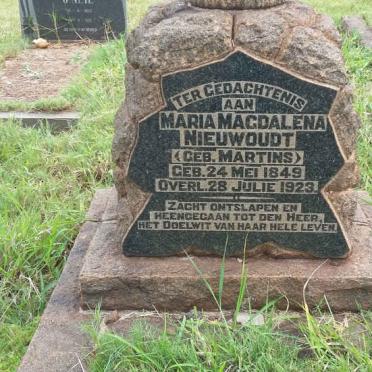 O'NEIL
TER GEDACHTENIS
AAN
MARIA MAGDALENA
NIEUWOUDT
(GEB. MARTINS)
GEB. 24 MEI 1849
OVERL. 28 JULIE 1923.
ZACHT ONTSLAPEN EN
HEENGEGAAN TOT DEN HEER,
HET DOELWIT VAN HAAR HELE LEVEN.